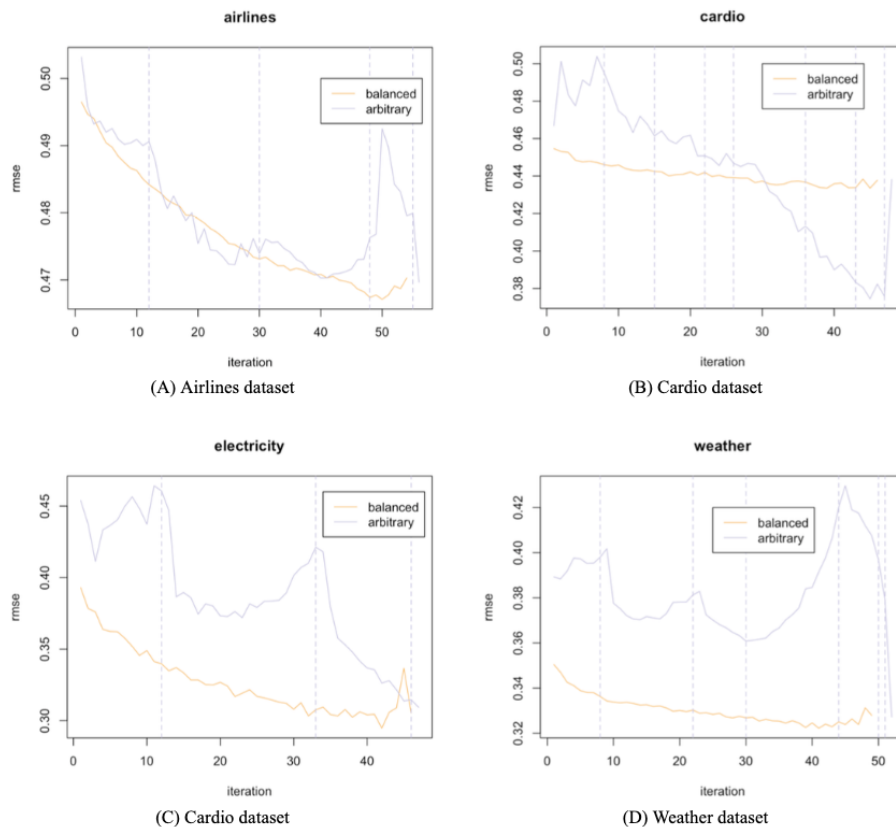 airlines
rmse
0.50
0.49
0.48
0.47
balanced
arbitrary
0 10 20 30 40 50
iteration
(A) Airlines dataset
cardio
rmse
0.50
0.46
0.44
0.42
0.40
0.38
balanced
arbitrary
0 10 20 30 40
iteration
(B) Cardio dataset
electricity
rmse
0.45
0.40
0.35
0.30
balanced
arbitrary
0 10 20 30 40
iteration
(C) Cardio dataset
weather
rmse
0.42
0.40
0.38
0.36
0.34
0.32
balanced
arbitrary
0 10 20 30 40 50
iteration
(D) Weather dataset